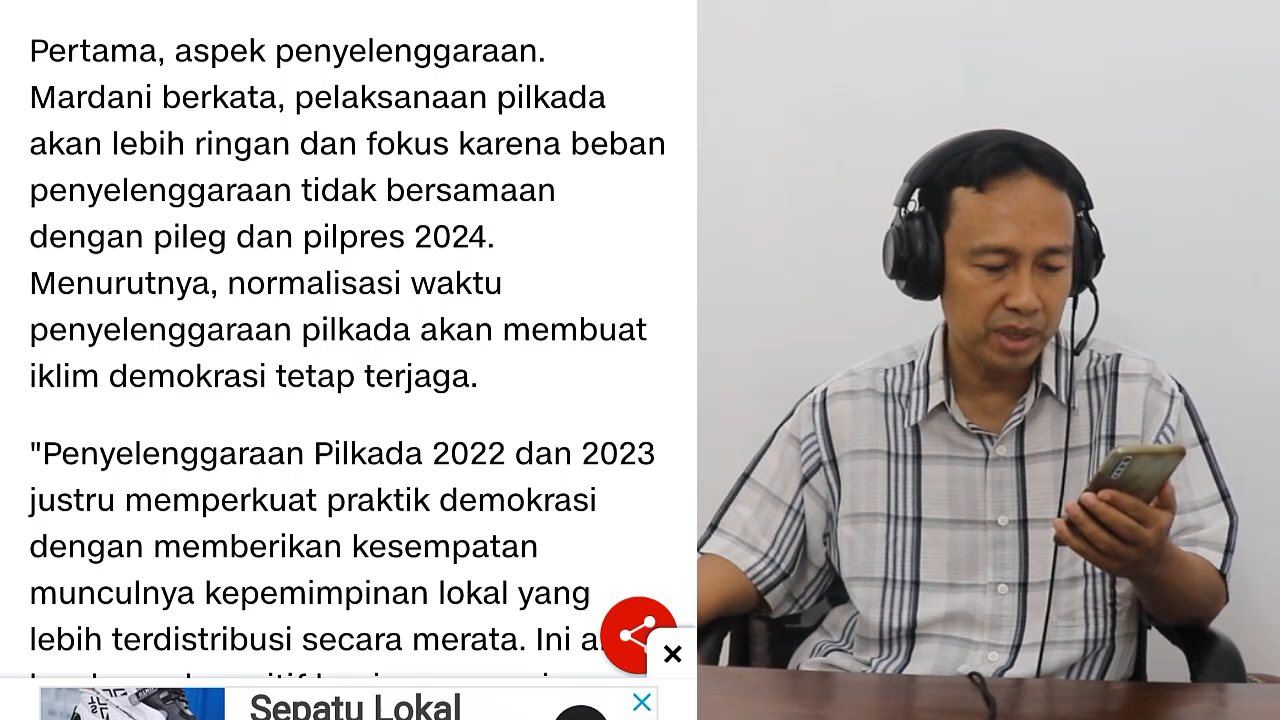 Pertama, aspek penyelenggaraan.
Mardani berkata, pelaksanaan pilkada
akan lebih ringan dan fokus karena beban
penyelenggaraan tidak bersamaan
dengan pileg dan pilpres 2024.
Menurutnya, normalisasi waktu
penyelenggaraan pilkada akan membuat
iklim demokrasi tetap terjaga.
"Penyelenggaraan Pilkada 2022 dan 2023
justru memperkuat praktik demokrasi
dengan memberikan kesempatan
munculnya kepemimpinan lokal yang
lebih terdistribusi secara merata. Ini
Sepatu Lokal